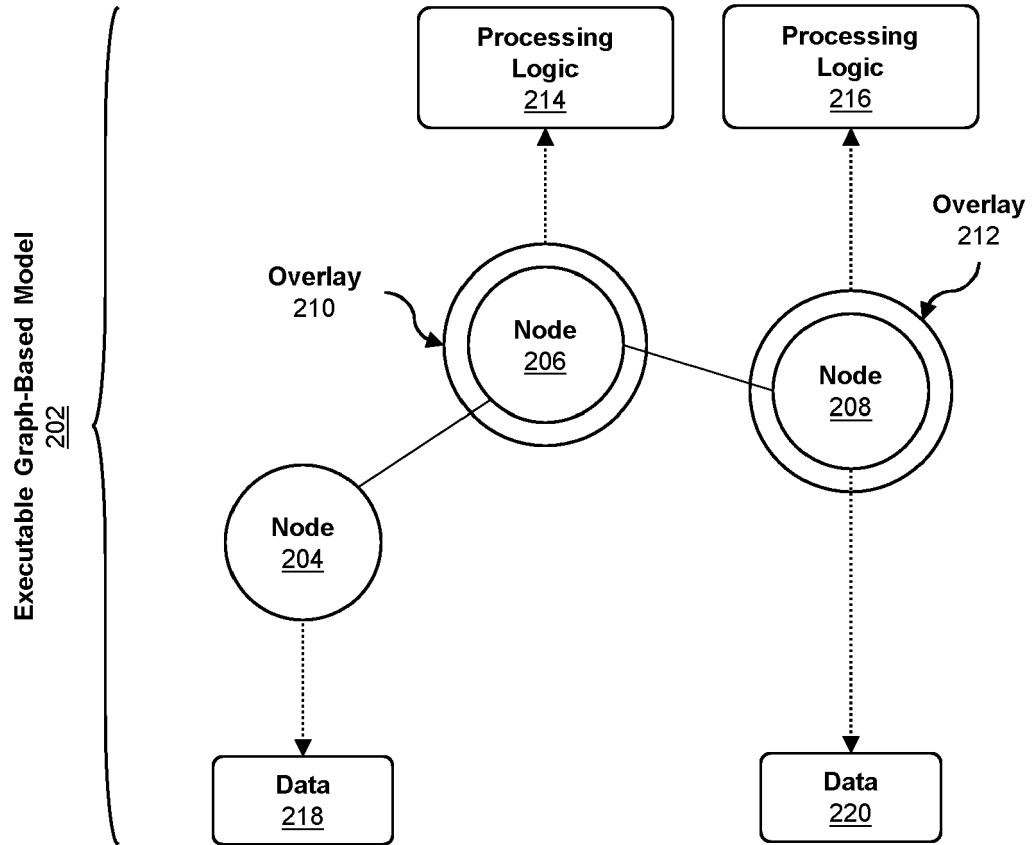 Processing
Logic
214
Processing
Logic
216
Overlay
212
Overlay
210
Node
206
Node
208
Executable Graph-Based Model
202
Node
204
Data
218
Data
220